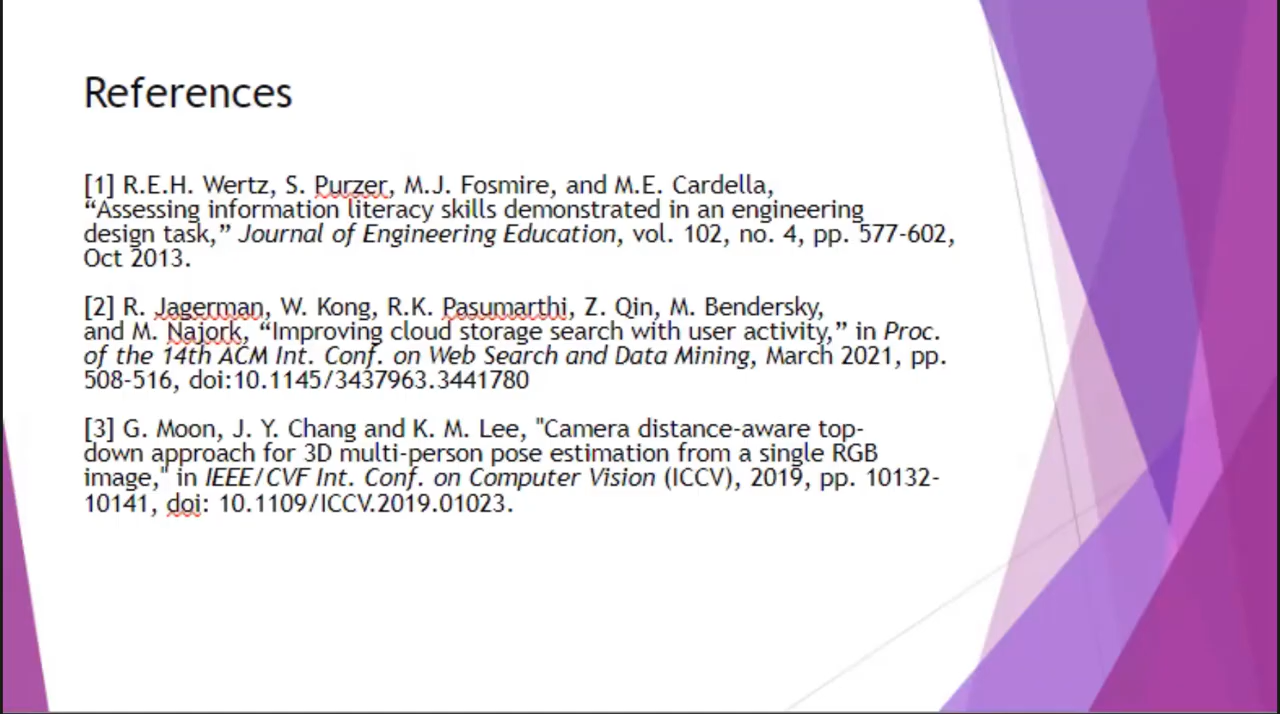 References
[1] R.E.H. Wertz, S. Purzer, M.J. Fosmire, and M.E. Cardella,
“Assessing information literacy skills demonstrated in an engineering
design task,” Journal of Engineering Education, vol. 102, no. 4, pp. 577-602,
Oct 2013.
[2] R. Jagerman, W. Kong, R.K. Pasumarthi, Z. Qin, M. Bendersky,
and M. Najork, “Improving cloud storage search with user activity,” in Proc.
of the 14th ACM Int. Conf. on Web Search and Data Mining, March 2021, pp.
508-516, doi:10.1145/3437963.3441780
[3] G. Moon, J. Y. Chang and K. M. Lee, "Camera distance-aware top-
down approach for 3D multi-person pose estimation from a single RGB
image," in IEEE/CVF Int. Conf. on Computer Vision (ICCV), 2019, pp. 10132-
10141, doi: 10.1109/ICCV.2019.01023.